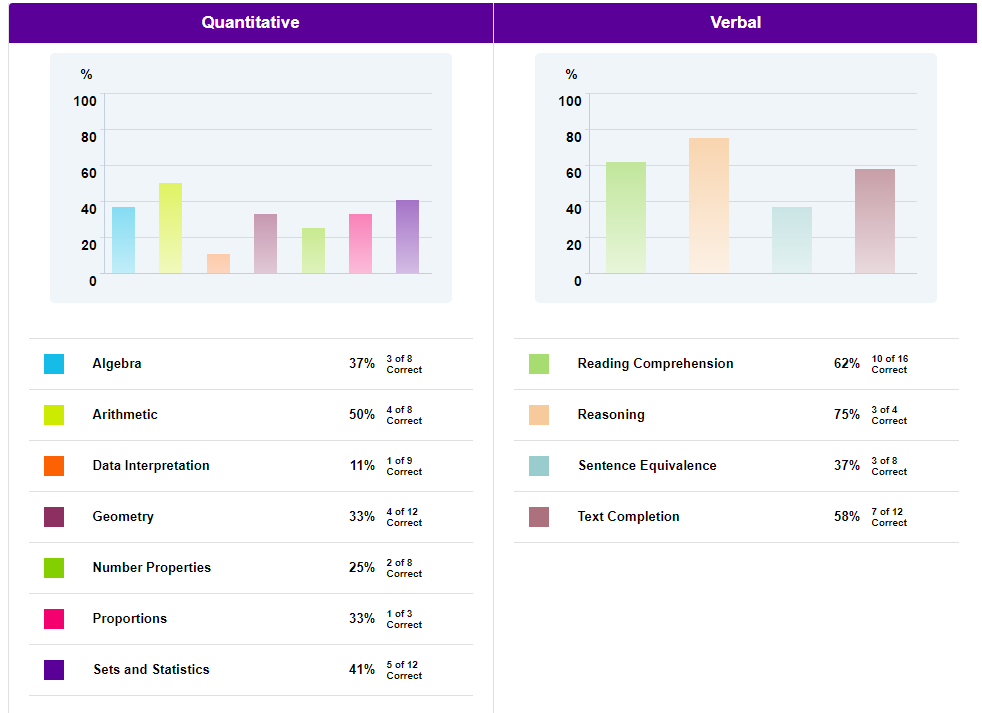 Quantitative
Verbal
%
100
80
60
40
20
0
%
100
80
60
40
20
0
Algebra 37% 3 of 8
Correct
Arithmetic 50% 4 of 8
Correct
Data Interpretation 11% 1 of 9
Correct
Geometry 33% 4 of 12
Correct
Number Properties 25% 2 of 8
Correct
Proportions 33% 1 of 3
Correct
Sets and Statistics 41% 5 of 12
Correct
Reading Comprehension 62% 10 of 16
Correct
Reasoning 75% 3 of 4
Correct
Sentence Equivalence 37% 3 of 8
Correct
Text Completion 58% 7 of 12
Correct